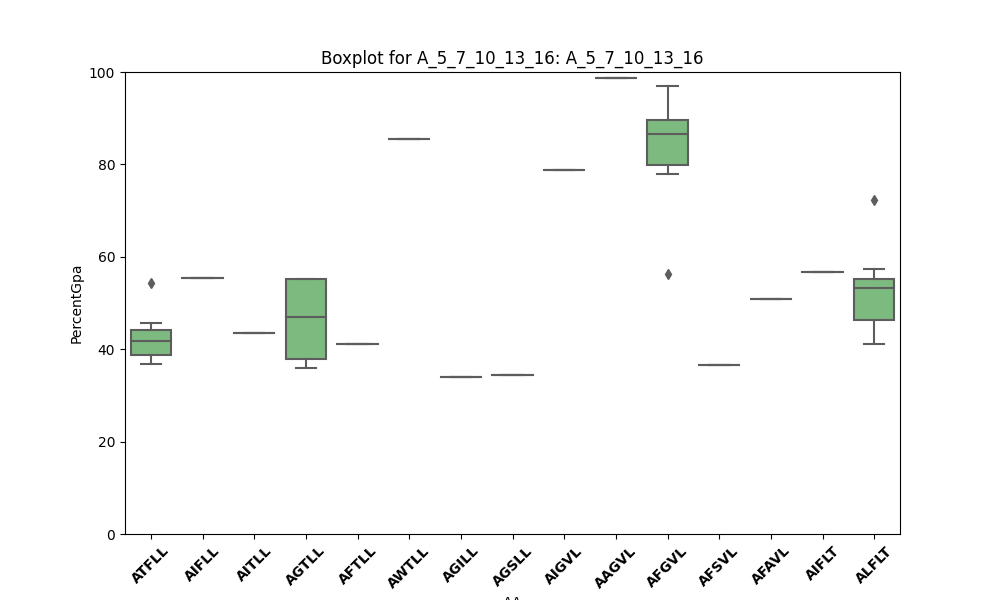 Boxplot for A_5_7_10_13_16: A_5_7_10_13_16
100
80
60
40
20
0
PercentGpa
ATFLL
AIFLL
AITLL
AGTLL
AFTLL
AWTLL
AGILL
AGSLL
AIGVL
AAGVL
AFGVL
AFSVL
AFAVL
AIFLT
ALFLT